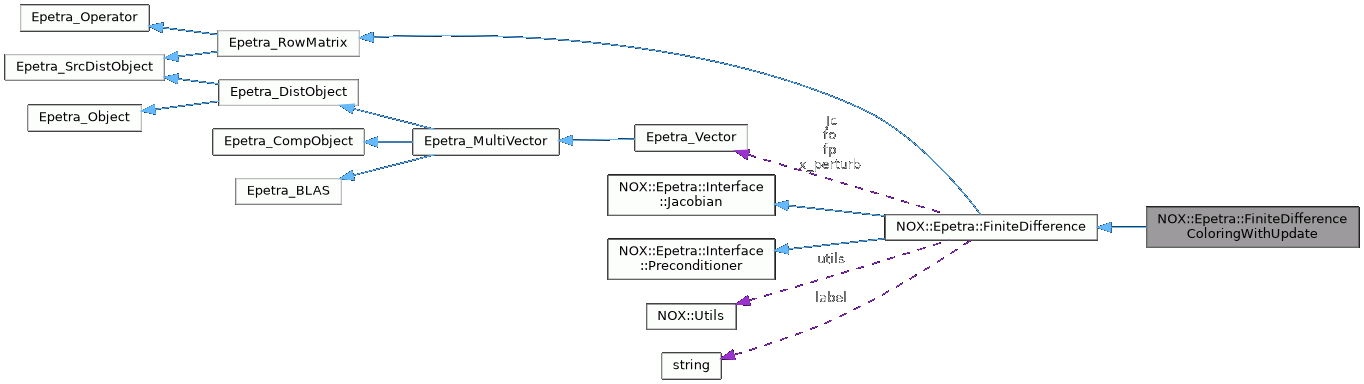 Epetra_Operator
Epetra_RowMatrix
Epetra_SrcDistObject
Epetra_DistObject
Epetra_Object
Epetra_CompObject
Epetra_MultiVector
Epetra_Vector
Epetra_BLAS
Jc
fo
fp
x_perturb
NOX::Epetra::Interface
::Jacobian
NOX::Epetra::FiniteDifference
NOX::Epetra::FiniteDifference
ColoringWithUpdate
NOX::Epetra::Interface
::Preconditioner
utils
label
NOX::Utils
string